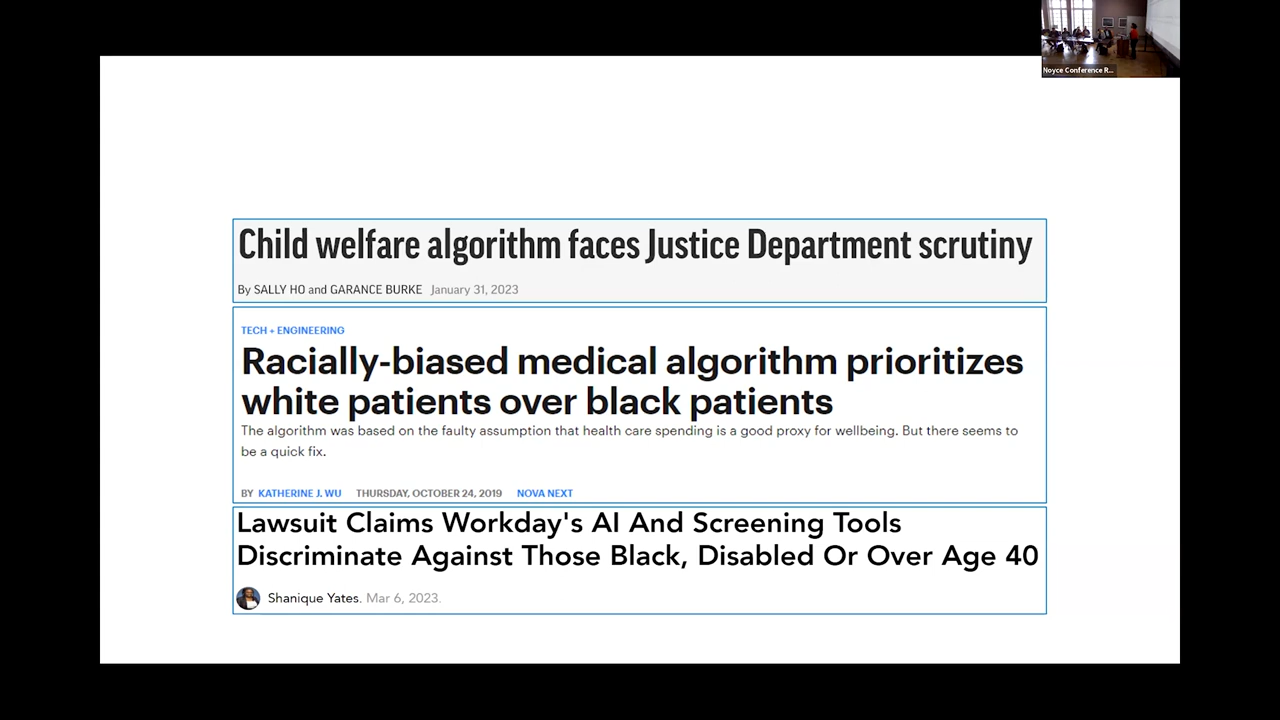 Noyce Conference R...
Child welfare algorithm faces Justice Department scrutiny
By SALLY HO and GARANCE BURKE January 31, 2023
TECH + ENGINEERING
Racially-biased medical algorithm prioritizes
white patients over black patients
The algorithm was based on the faulty assumption that health care spending is a good proxy for wellbeing. But there seems to
be a quick fix.
BY KATHERINE J. WU THURSDAY, OCTOBER 24, 2019 NOVA NEXT
Lawsuit Claims Workday's AI And Screening Tools
Discriminate Against Those Black, Disabled Or Over Age 40
Shanique Yates. Mar 6, 2023.